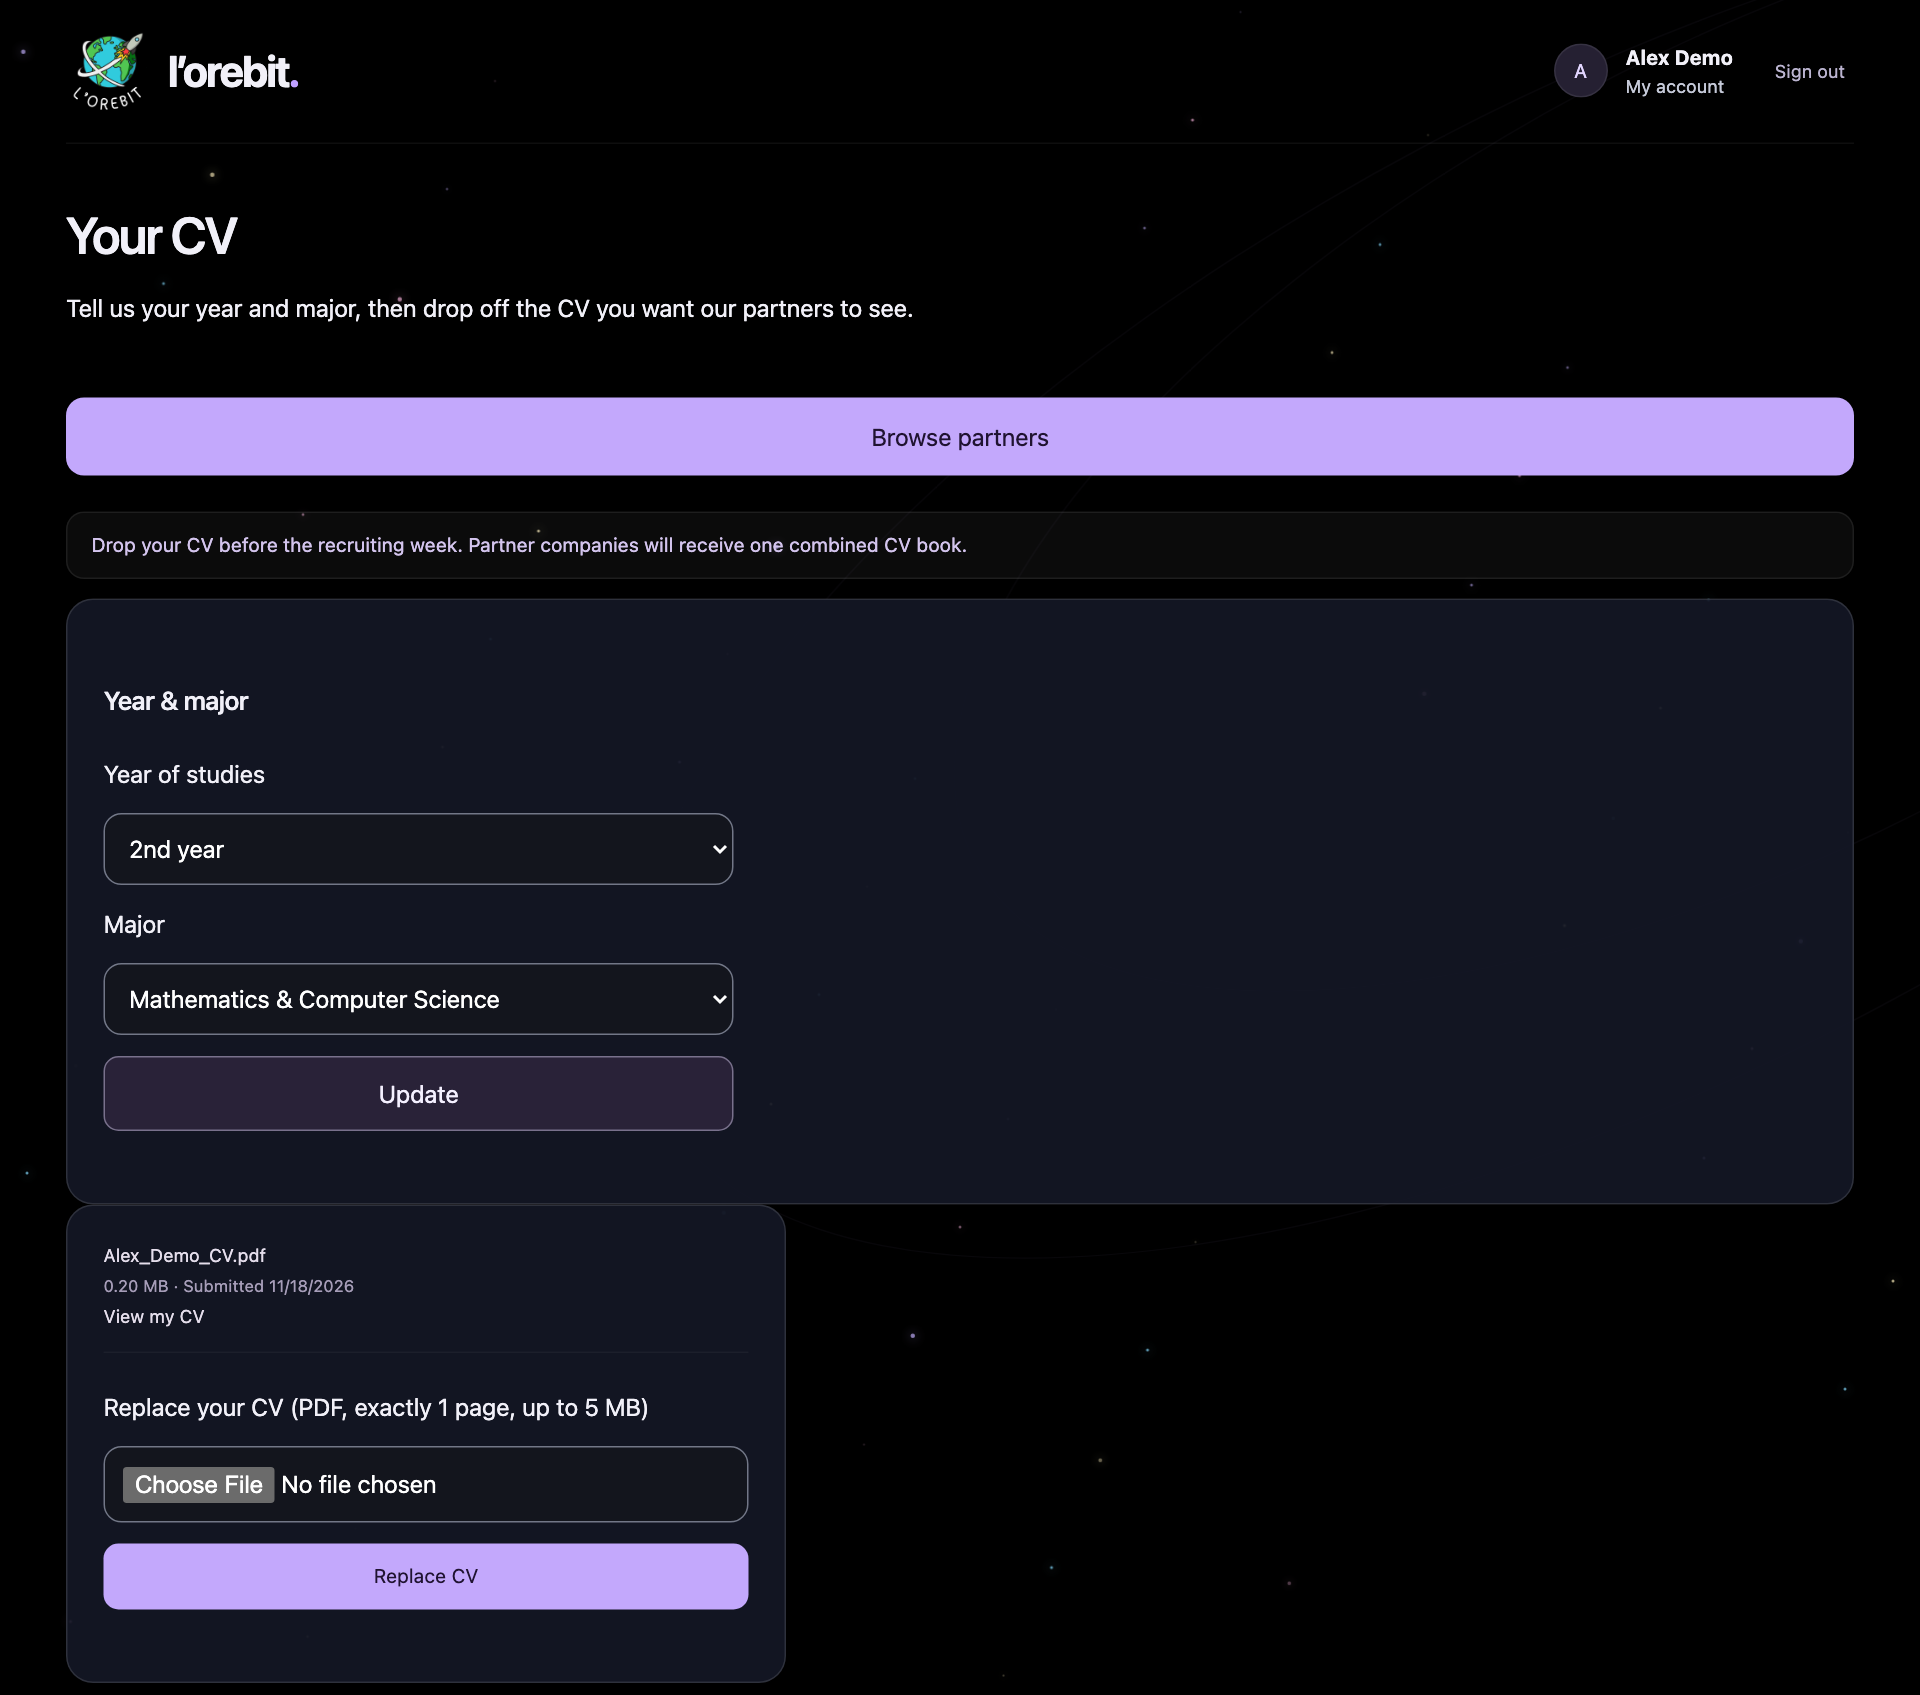 L'OREBIT
l'orebit.
A
Alex Demo
My account
Sign out
Your CV
Tell us your year and major, then drop off the CV you want our partners to see.
Browse partners
Drop your CV before the recruiting week. Partner companies will receive one combined CV book.
Year & major
Year of studies
2nd year
Major
Mathematics & Computer Science
Update
Alex_Demo_CV.pdf
0.20 MB · Submitted 11/18/2026
View my CV
Replace your CV (PDF, exactly 1 page, up to 5 MB)
Choose File No file chosen
Replace CV